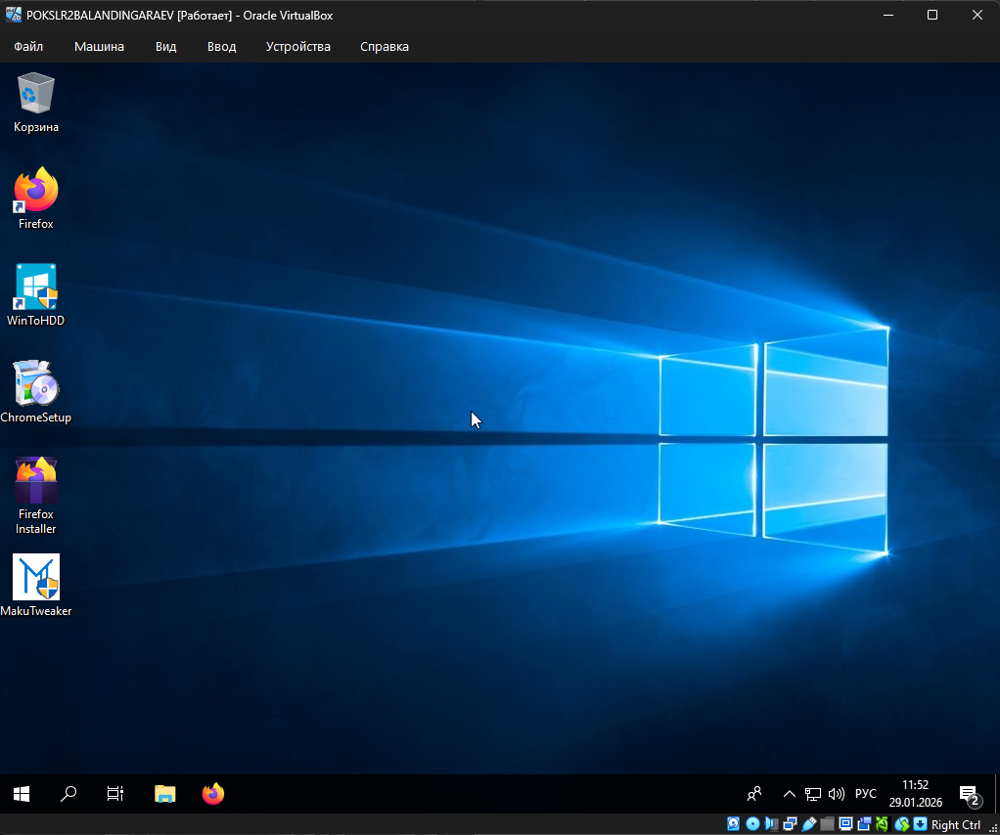 POKSLR2BALANDINGARAEV [Работает] - Oracle VirtualBox
Файл Машина Вид Ввод Устройства Справка
Корзина
Firefox
WinToHDD
ChromeSetup
Firefox
Installer
MakuTweaker
РУС
11:52
29.01.2026
2
Right Ctrl